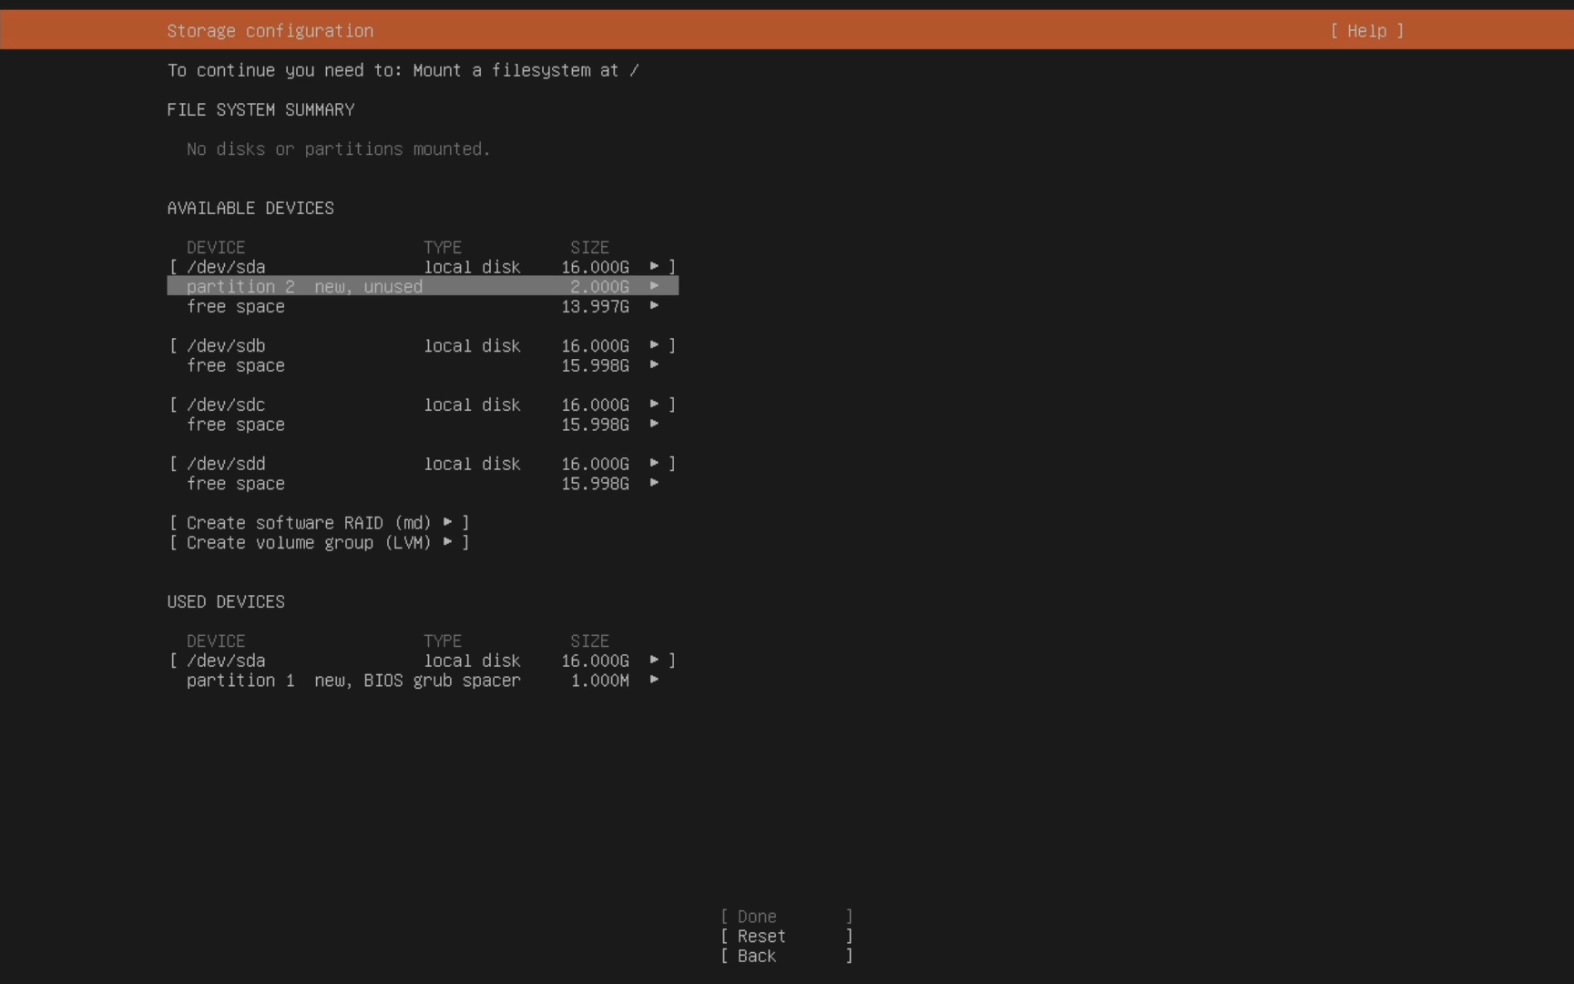 Storage configuration [ Help ]
To continue you need to: Mount a filesystem at /
FILE SYSTEM SUMMARY
No disks or partitions mounted.
AVAILABLE DEVICES
DEVICE TYPE SIZE
[ /dev/sda local disk 16.000G ▸ ]
partition 2 new, unused 2.000G ▸
free space 13.997G ▸
[ /dev/sdb local disk 16.000G ▸ ]
free space 15.998G ▸
[ /dev/sdc local disk 16.000G ▸ ]
free space 15.998G ▸
[ /dev/sdd local disk 16.000G ▸ ]
free space 15.998G ▸
[ Create software RAID (md) ▸ ]
[ Create volume group (LVM) ▸ ]
USED DEVICES
DEVICE TYPE SIZE
[ /dev/sda local disk 16.000G ▸ ]
partition 1 new, BIOS grub spacer 1.000M ▸
[ Done ]
[ Reset ]
[ Back ]